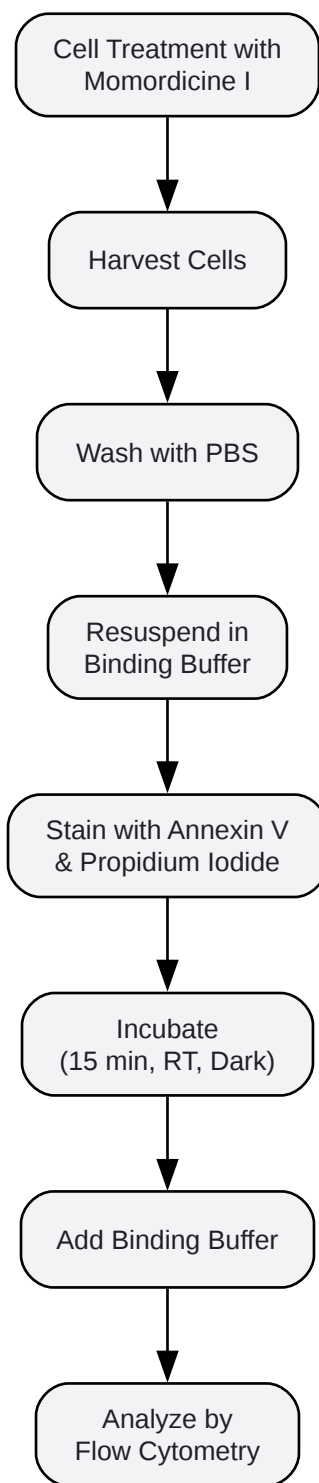 Cell Treatment with
Momordicine I
Harvest Cells
Wash with PBS
Resuspend in
Binding Buffer
Stain with Annexin V
& Propidium Iodide
Incubate
(15 min, RT, Dark)
Add Binding Buffer
Analyze by
Flow Cytometry